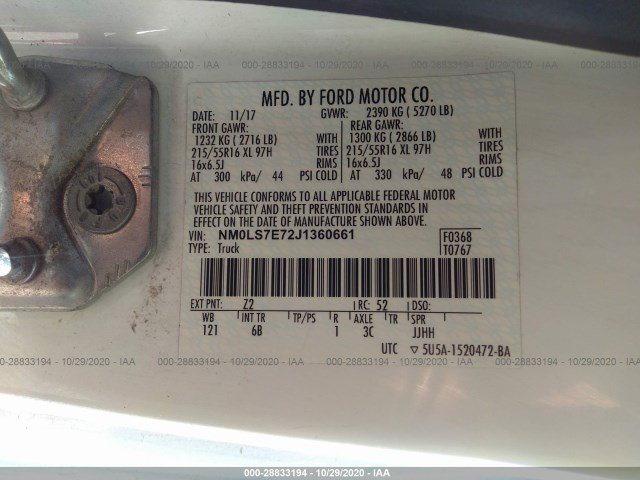 MFD. BY FORD MOTOR CO.
DATE: 11/17 GVWR: 2390 KG ( 5270 LB)
FRONT GAWR: REAR GAWR:
1232 KG ( 2716 LB) WITH 1300 KG ( 2866 LB) WITH
215/55R16 XL 97H TIRES 215/55R16 XL 97H TIRES
16x6.5J RIMS 16x6.5J RIMS
AT 300 kPa/ 44 PSI COLD AT 330 kPa/ 48 PSI COLD
THIS VEHICLE CONFORMS TO ALL APPLICABLE FEDERAL MOTOR
VEHICLE SAFETY AND THEFT PREVENTION STANDARDS IN
EFFECT ON THE DATE OF MANUFACTURE SHOWN ABOVE.
VIN: NM0LS7E72J1360661 F0368
TYPE: Truck T0767
EXT PNT: Z2 RC: 52 DSO:
WB INT TR TP/PS R AXLE TR SPR
121 6B 1 3C JJHH
UTC ▽ 5U5A-1520472-BA
000-28833194 - 10/29/2020 - IAA